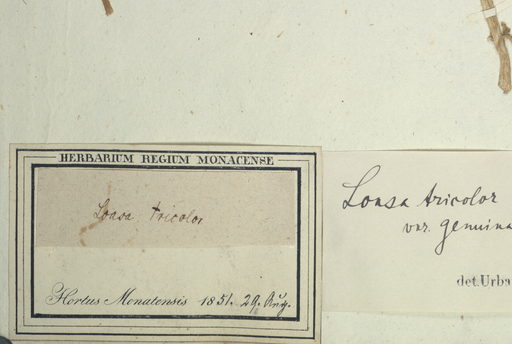 HERBARIUM REGIUM MONACENSE
Loasa tricolor
Hortus Monatensis 1851. 29. Aug.
Loasa tricolor
var. genuina
det.Urba